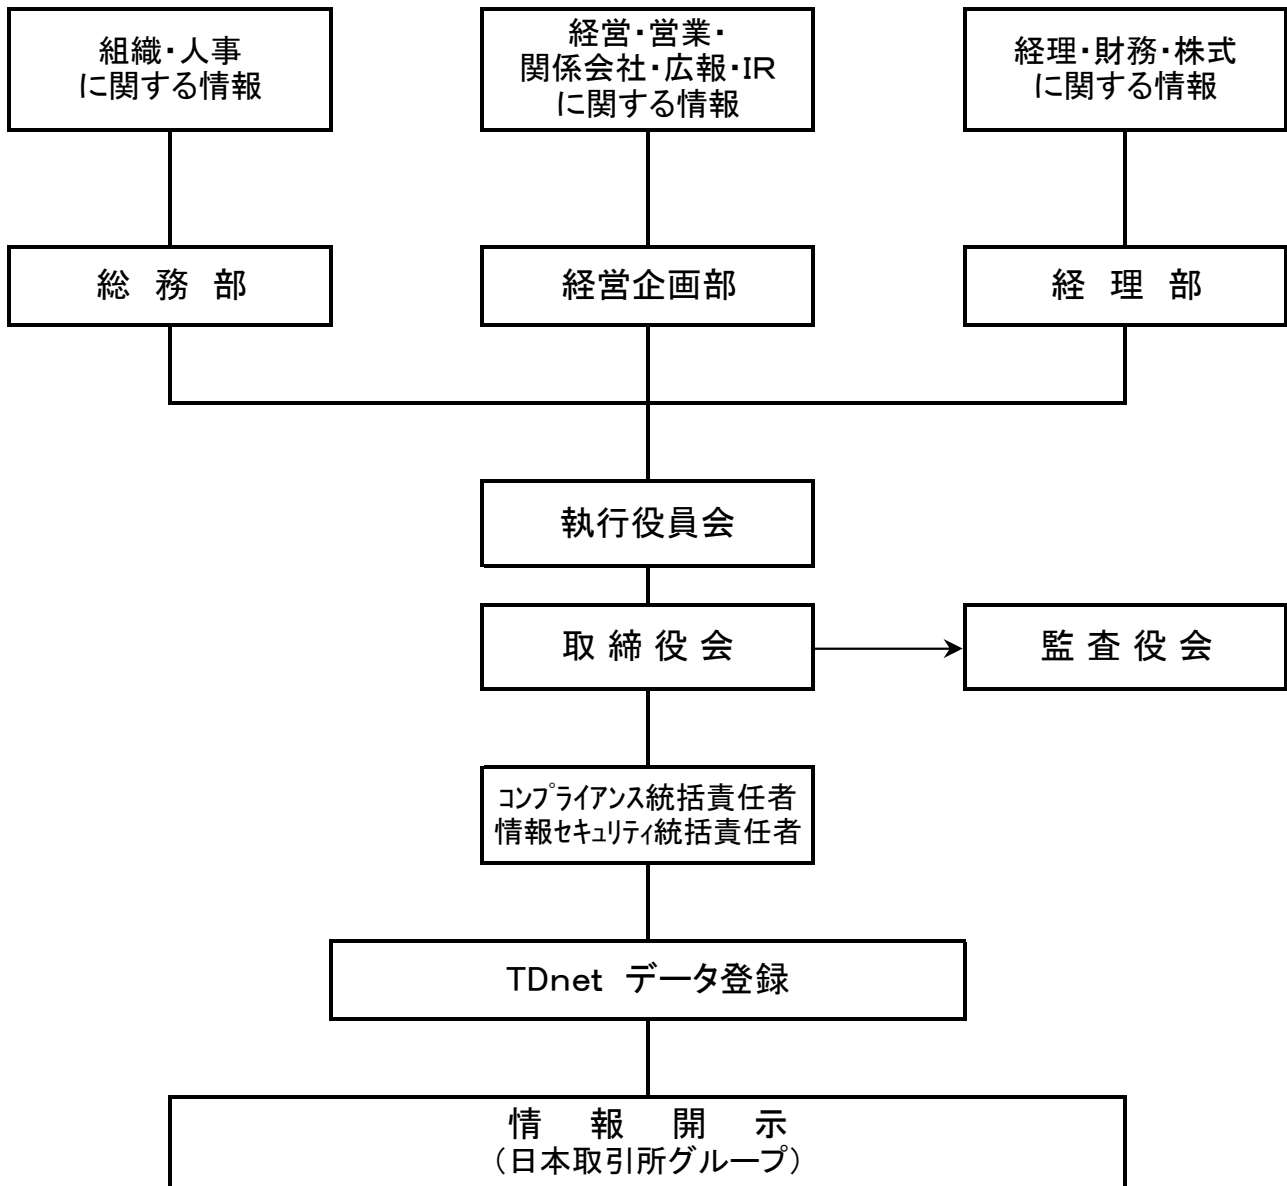 組織・人事
に関する情報
経営・営業・
関係会社・広報・IR
に関する情報
経理・財務・株式
に関する情報
総 務 部
経営企画部
経 理 部
執行役員会
取 締 役 会
監 査 役 会
コンプライアンス統括責任者
情報セキュリティ統括責任者
TDnet データ登録
情 報 開 示
（日本取引所グループ）